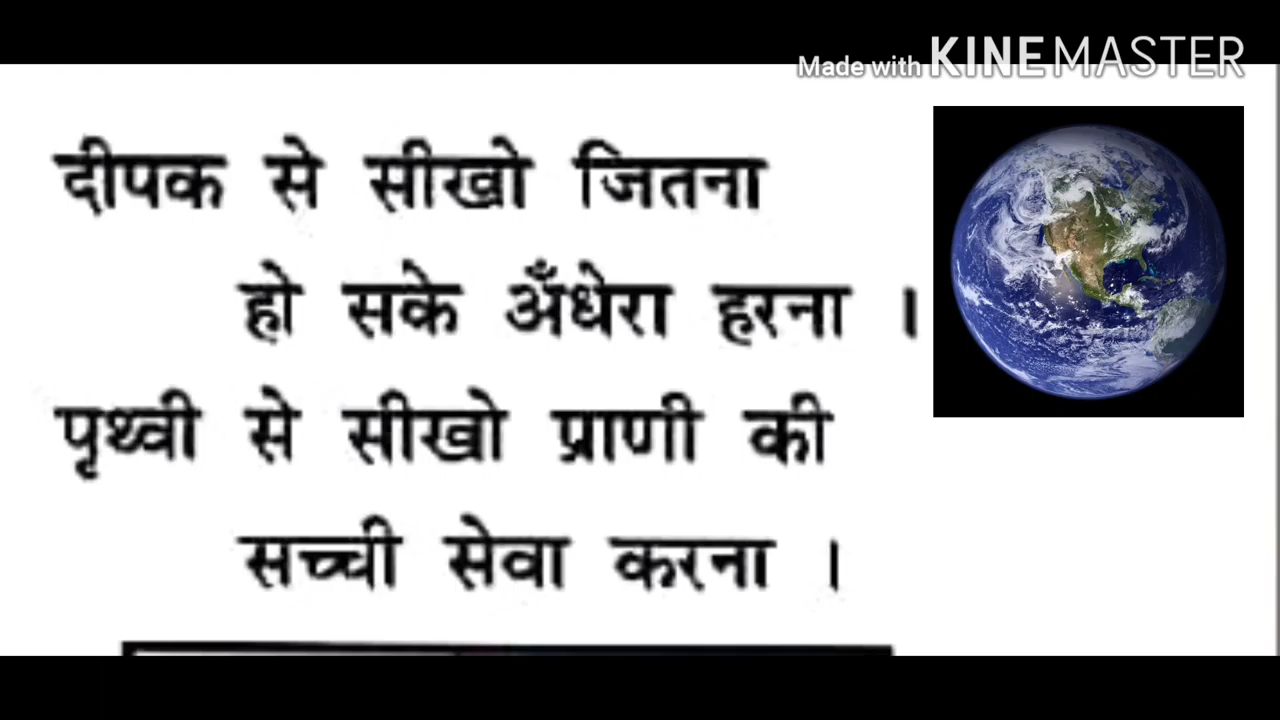 Made with KINEMASTER
दीपक से सीखो जितना
हो सके अँधेरा हरना ।
पृथ्वी से सीखो प्राणी की
सच्ची सेवा करना ।